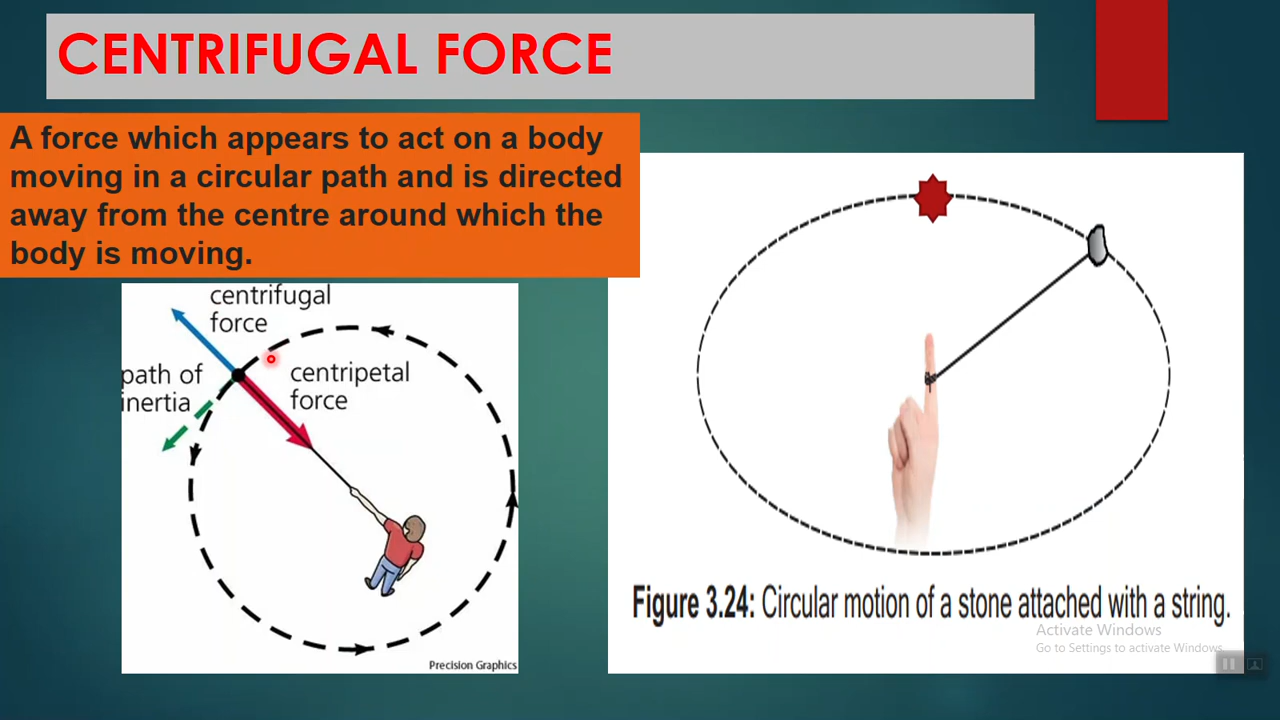 CENTRIFUGAL FORCE
A force which appears to act on a body
moving in a circular path and is directed
away from the centre around which the
body is moving.
centrifugal
force
path of
inertia
centripetal
force
Precision Graphics
Figure 3.24: Circular motion of a stone attached with a string.
Activate Windows
Go to Settings to activate Windows.